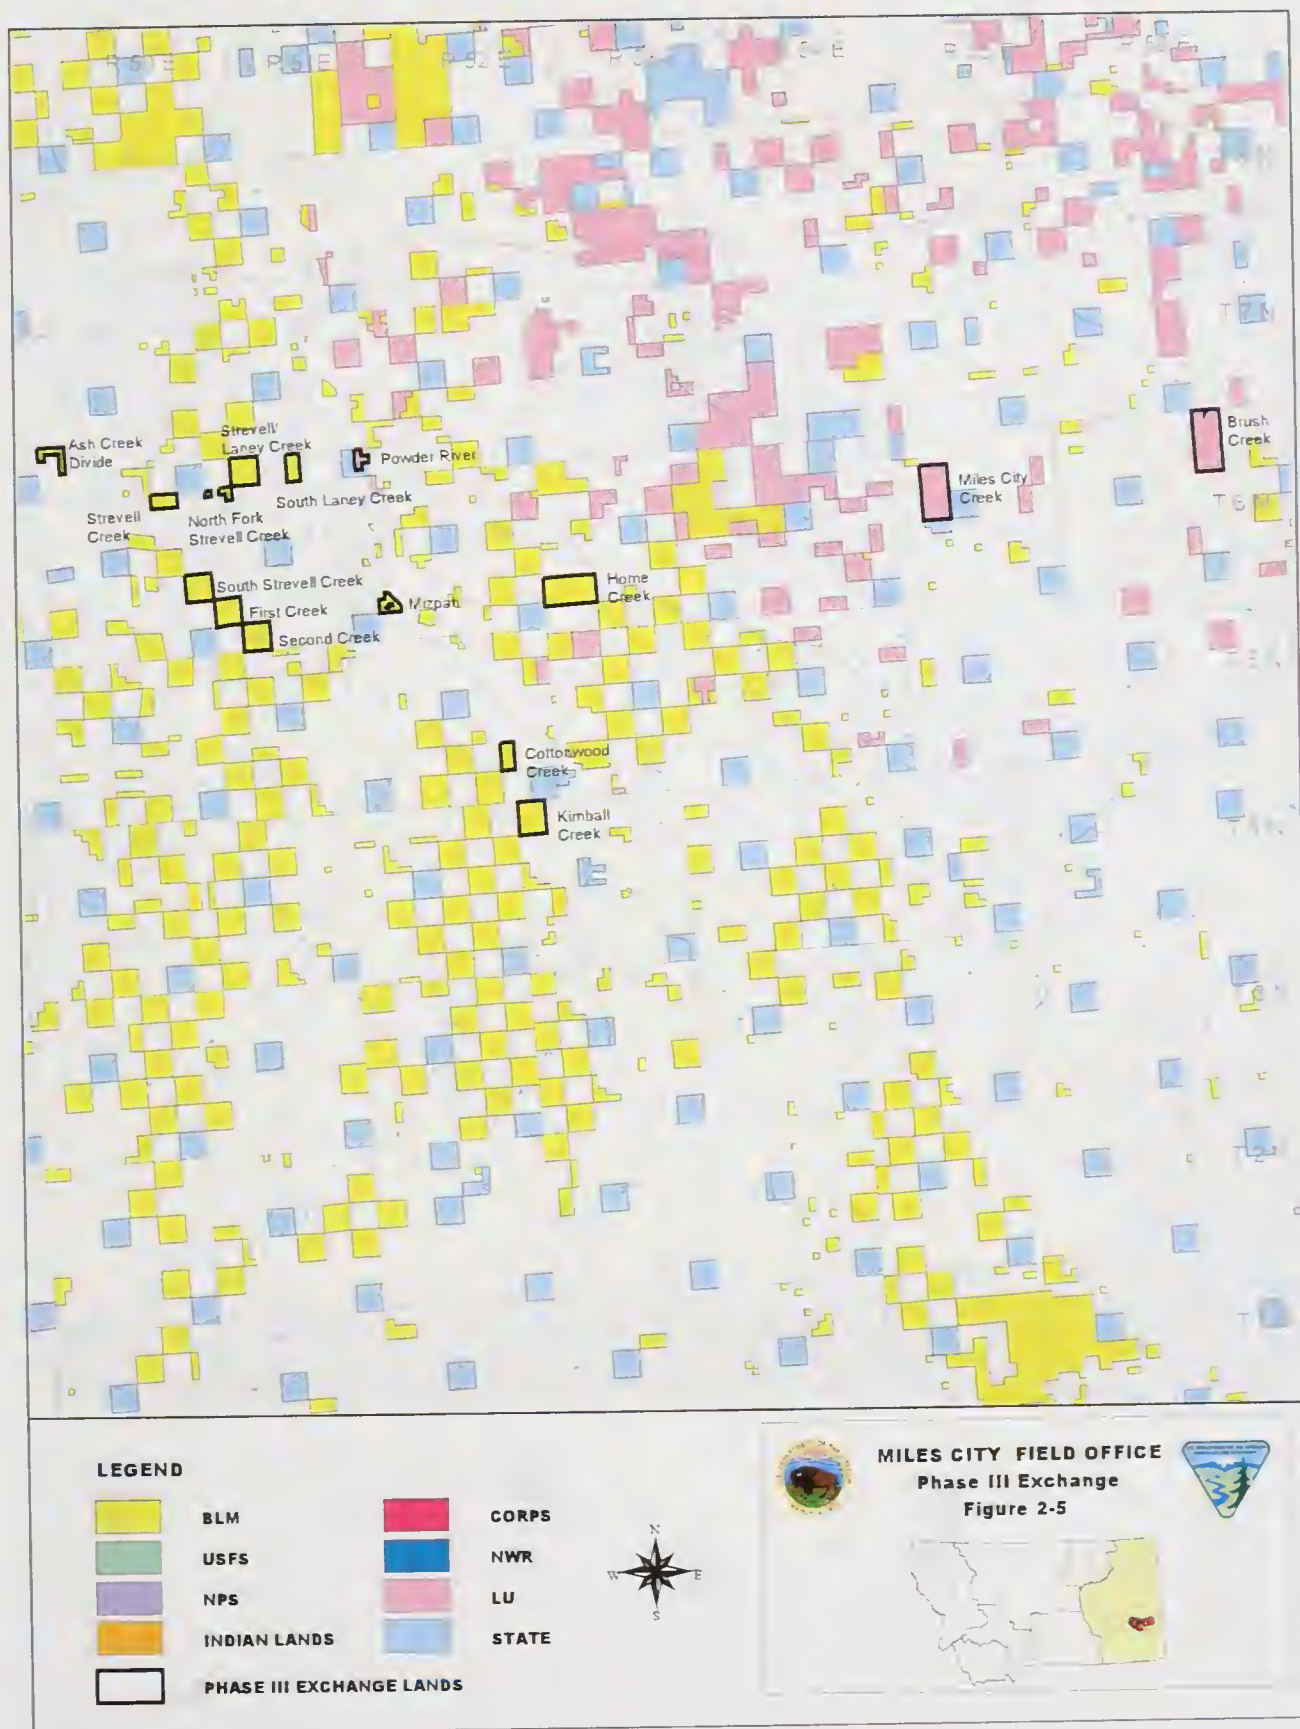 R 51 E
Ash Creek
Divide
Strevell/
Laney Creek
Powder River
South Laney Creek
Strevell
Creek
North Fork
Strevell Creek
South Strevell Creek
First Creek
Second Creek
Mizpah
Home
Creek
Miles City
Creek
Brush
Creek
T 6 N
Cottonwood
Creek
Kimball
Creek
LEGEND
BLM
USFS
NPS
INDIAN LANDS
PHASE III EXCHANGE LANDS
CORPS
NWR
LU
STATE
N
W
E
S
MILES CITY FIELD OFFICE
Phase III Exchange
Figure 2-5